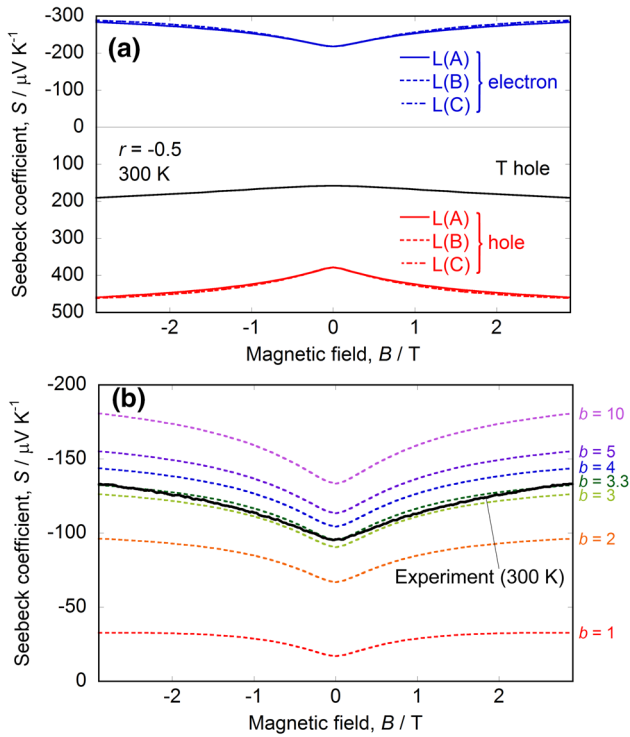 (a)
Seebeck coefficient, S / μV K⁻¹
-300
-200
-100
0
100
200
300
400
500
L(A)
L(B)
L(C)
electron
r = -0.5
300 K
T hole
L(A)
L(B)
L(C)
hole
-2
-1
0
1
2
Magnetic field, B / T
(b)
Seebeck coefficient, S / μV K⁻¹
-200
-150
-100
-50
0
b = 10
b = 5
b = 4
b = 3.3
b = 3
b = 2
b = 1
Experiment (300 K)
-2
-1
0
1
2
Magnetic field, B / T